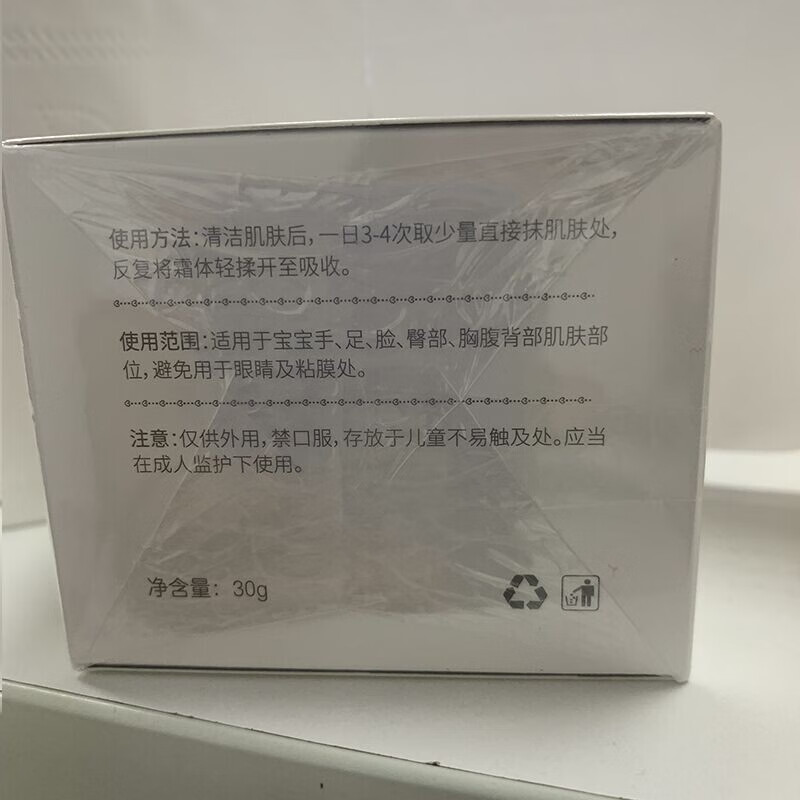 使用方法：清洁肌肤后，一日3-4次取少量直接抹肌肤处，
反复将霜体轻揉开至吸收。
使用范围：适用于宝宝手、足、脸、臀部、胸腹背部肌肤部
位，避免用于眼睛及粘膜处。
注意：仅供外用，禁口服，存放于儿童不易触及处。应当
在成人监护下使用。
净含量：30g